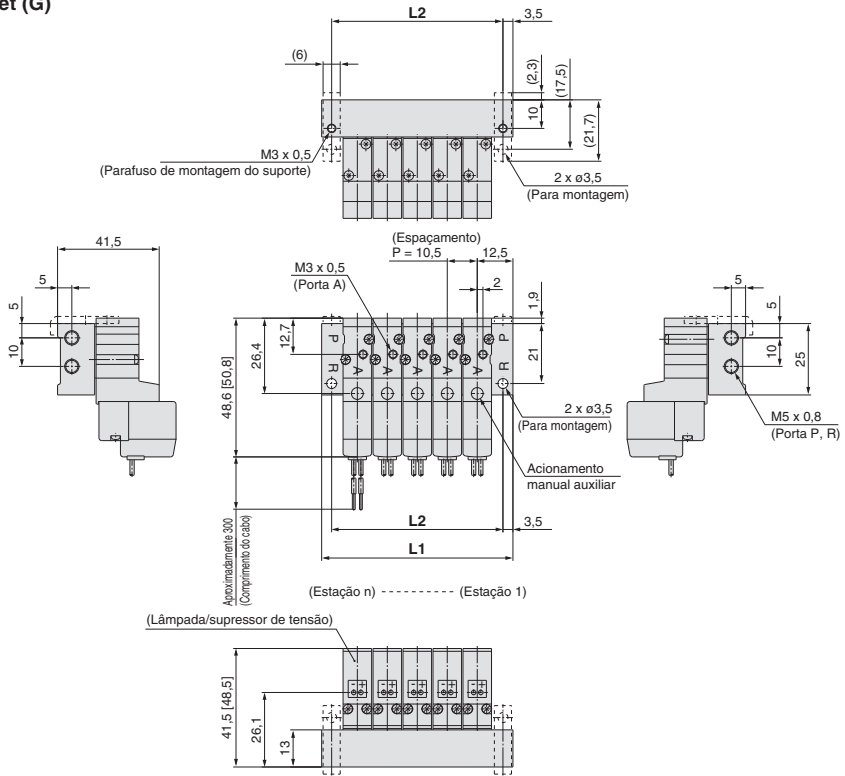 et (G)
L2
3,5
(6)
(2,3)
(17,5)
10
(21,7)
M3 x 0,5
(Parafuso de montagem do suporte)
2 x ø3,5
(Para montagem)
41,5
5
5
10
(Espaçamento)
P = 10,5
12,5
M3 x 0,5
(Porta A)
2
1,9
12,7
26,4
48,6 [50,8]
21
P
R
A
A
A
A
A
P
R
2 x ø3,5
(Para montagem)
Acionamento
manual auxiliar
5
5
10
25
M5 x 0,8
(Porta P, R)
Aproximadamente 300
(Comprimento do cabo)
L2
3,5
L1
(Estação n) - - - - - - - - - - (Estação 1)
(Lâmpada/supressor de tensão)
41,5 [48,5]
26,1
13
- +
- +
- +
- +
- +